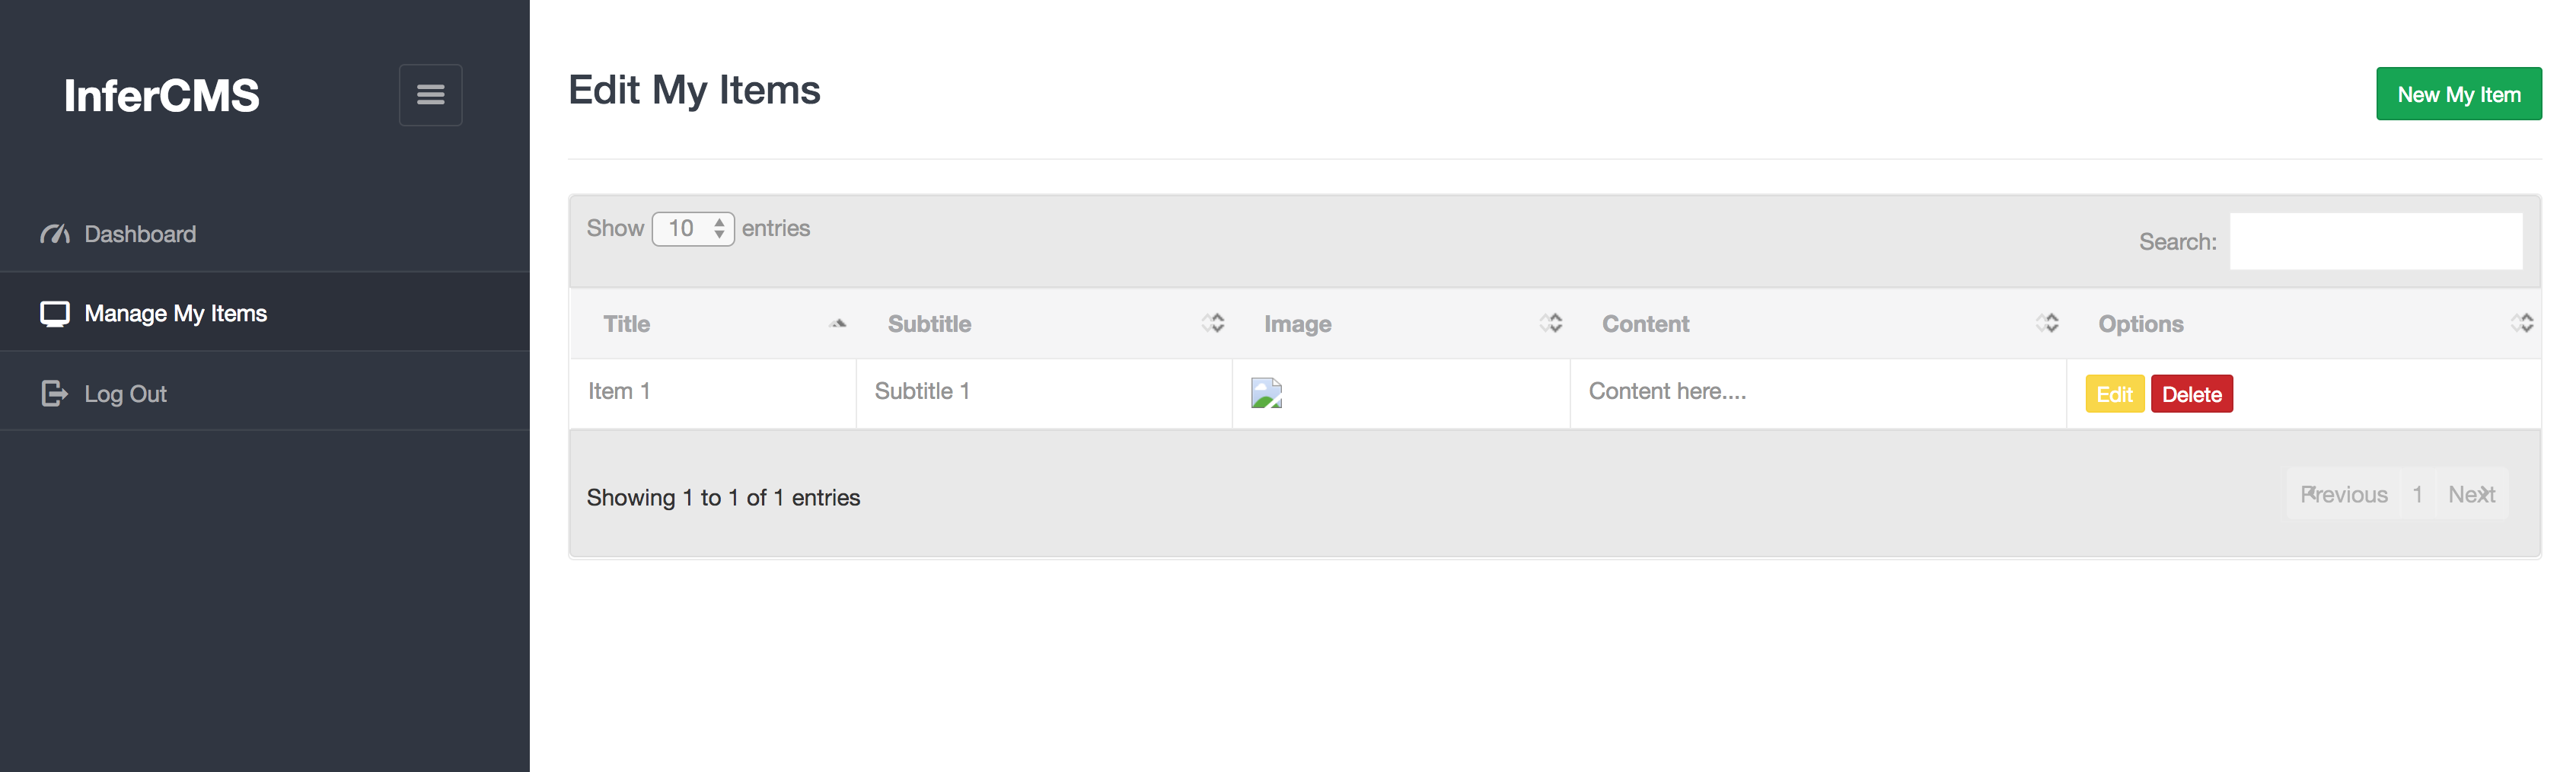 InferCMS
Dashboard
Manage My Items
Log Out
Edit My Items
New My Item
Show 10 entries
Search:
Title Subtitle Image Content Options
Item 1 Subtitle 1 Content here.... Edit Delete
Showing 1 to 1 of 1 entries
Previous 1 Next